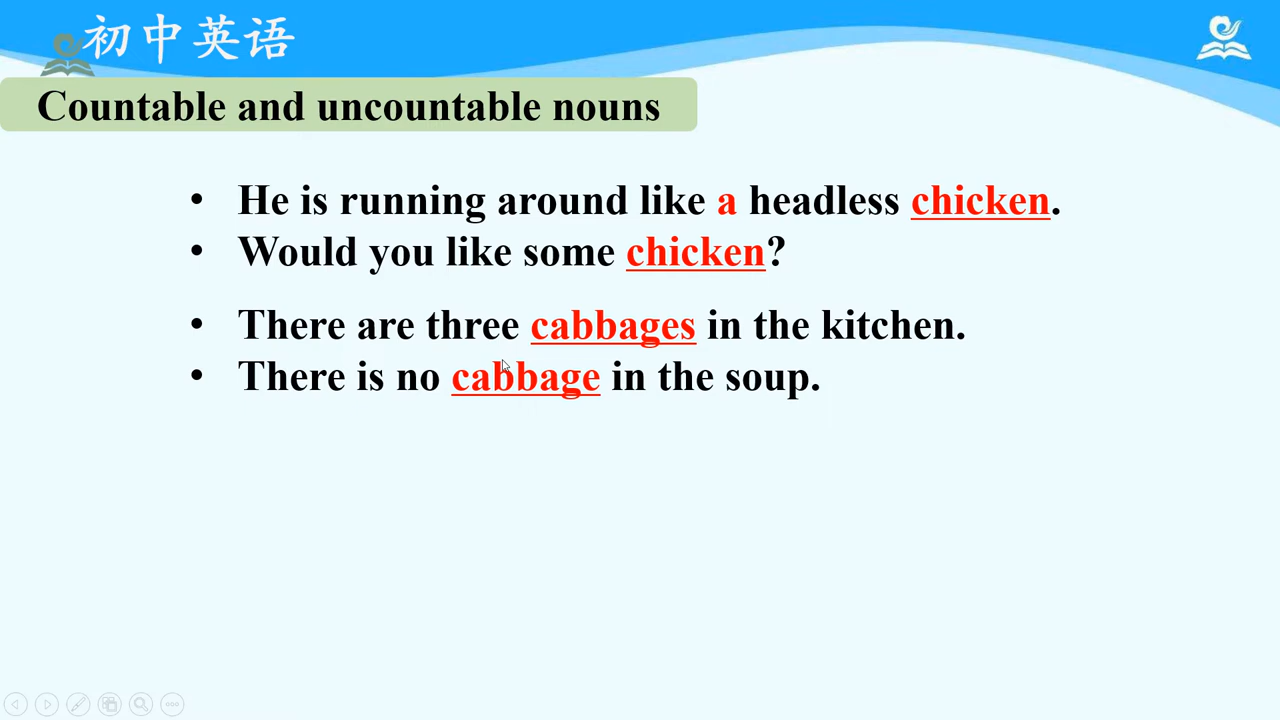 初中英语
Countable and uncountable nouns
• He is running around like a headless chicken.
• Would you like some chicken?
• There are three cabbages in the kitchen.
• There is no cabbage in the soup.